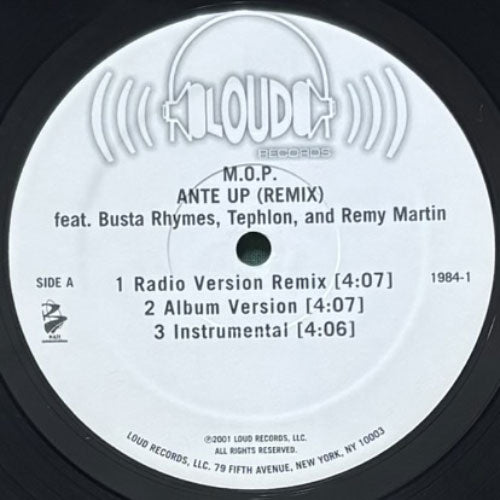 LOUD
RECORDS
M.O.P.
ANTE UP (REMIX)
feat. Busta Rhymes, Tephlon, and Remy Martin
SIDE A
1 Radio Version Remix [4:07]
1984-1
2 Album Version [4:07]
3 Instrumental [4:06]
℗2001 LOUD RECORDS, LLC.
ALL RIGHTS RESERVED.
LOUD RECORDS, LLC. 79 FIFTH AVENUE, NEW YORK, NY 10003